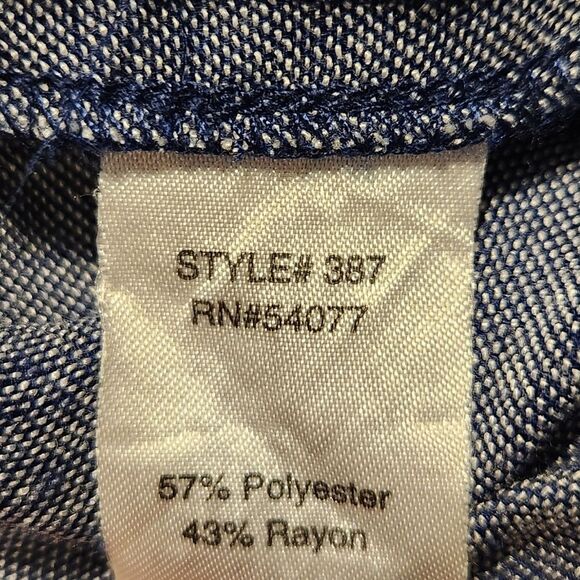 STYLE# 387
RN#54077
57% Polyester
43% Rayon